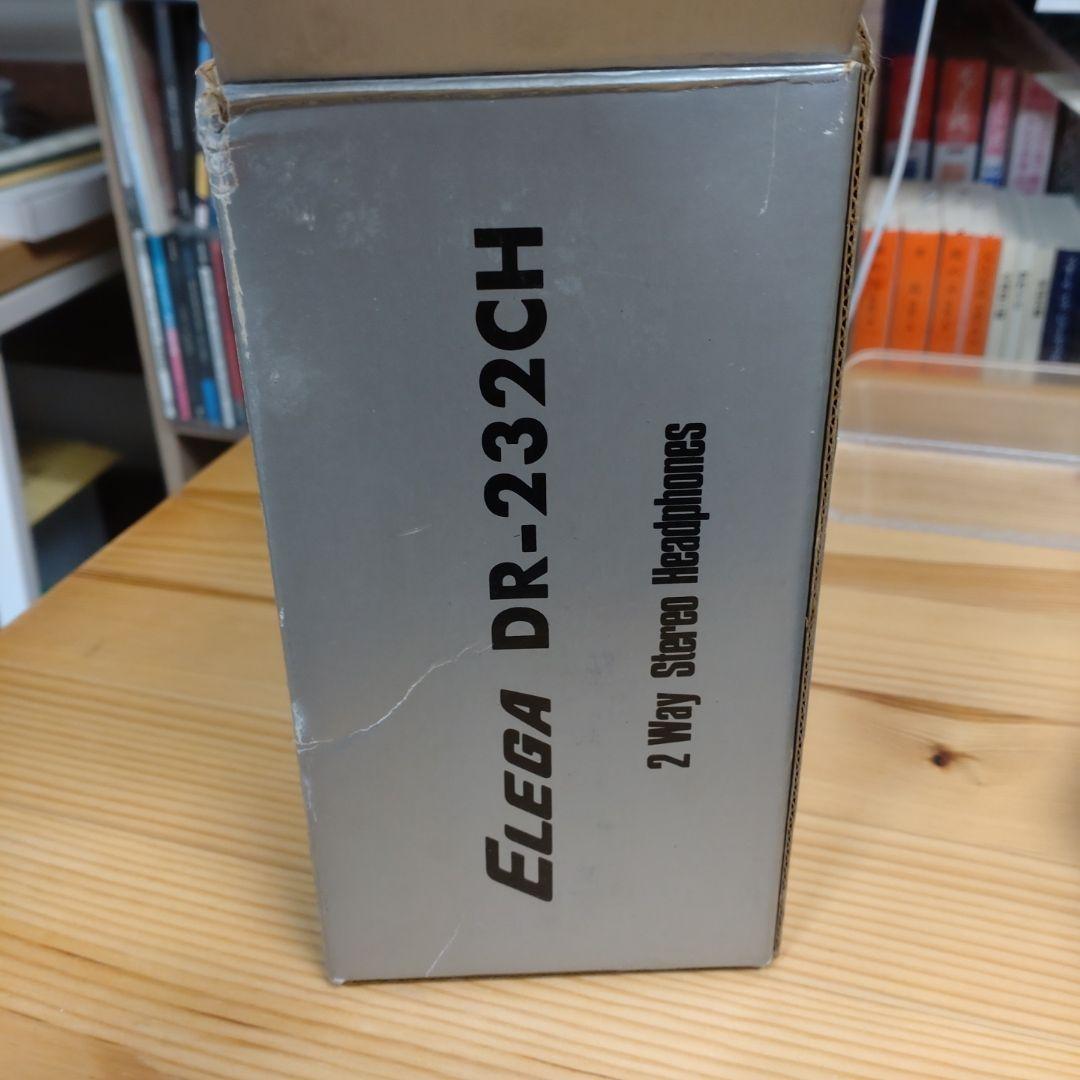 ELEGA DR-232CH
2 Way Stereo Headphones